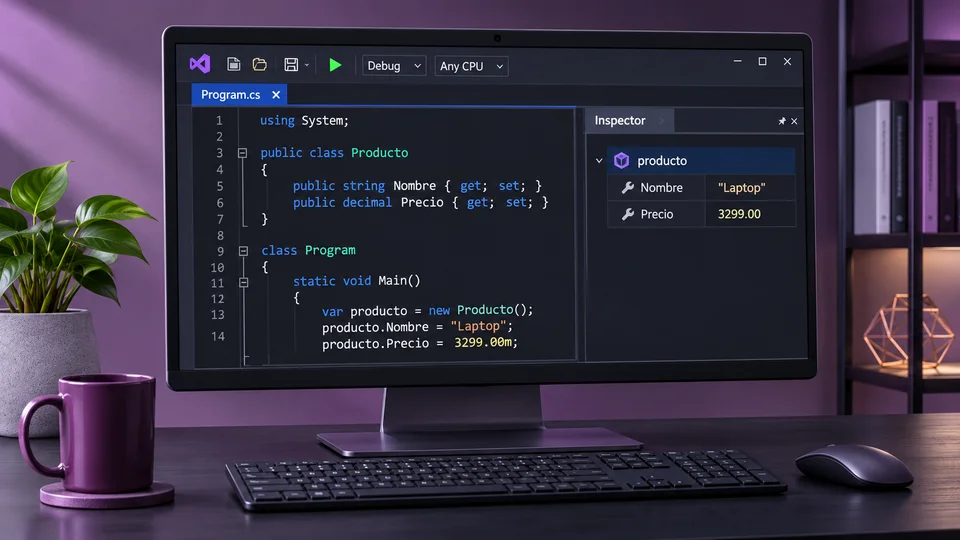 Debug
Any CPU
Program.cs
1 using System;
2
3 public class Producto
4 {
5 public string Nombre { get; set; }
6 public decimal Precio { get; set; }
7 }
8
9 class Program
10 {
11 static void Main()
12 {
13 var producto = new Producto();
producto.Nombre = "Laptop";
14 producto.Precio = 3299.00m;
Inspector
producto
Nombre "Laptop"
Precio 3299.00